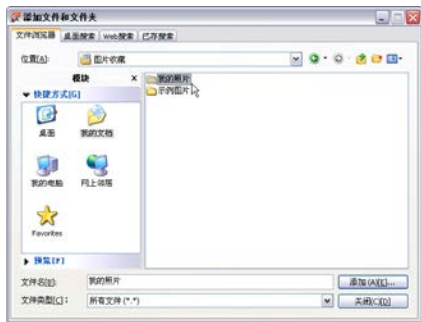 添加文件和文件夹
文件浏览器 桌面搜索 Web搜索 已存搜索
位置(A): 图片收藏
模块 x
快捷方式[G]
我的照片
示例图片
桌面 我的文档
我的电脑 网上邻居
Favorites
预览[P]
文件名[N]: 我的照片 添加(A)[E]...
文件类型[C]: 所有文件 (*.*) 关闭(C)[D]